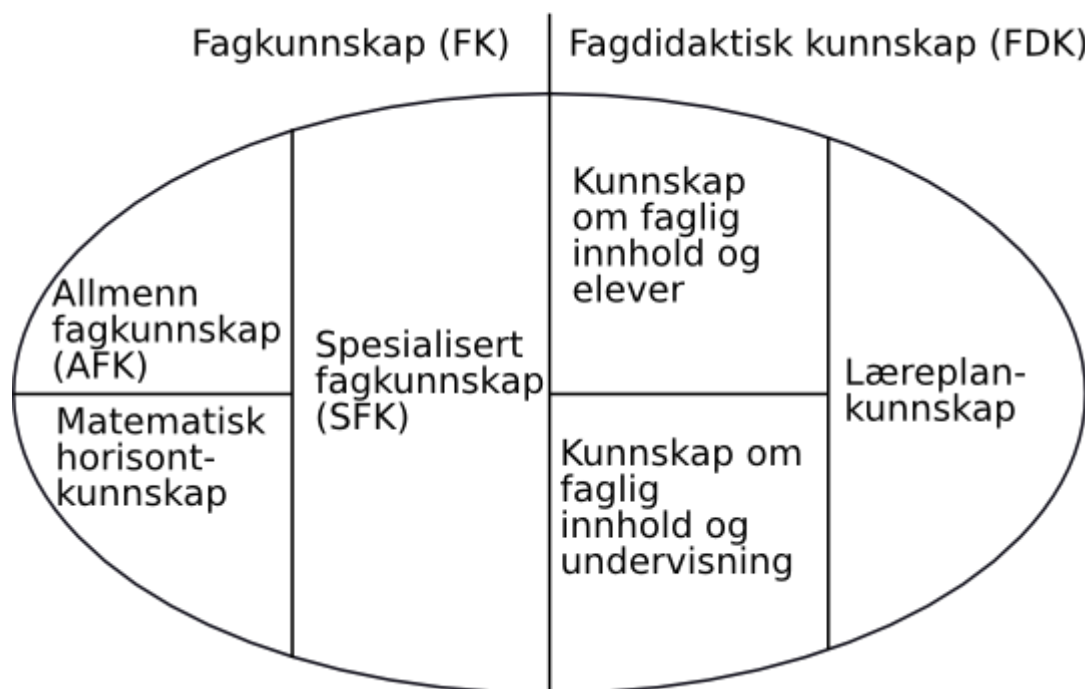 Fagkunnskap (FK)
Fagdidaktisk kunnskap (FDK)
Allmenn
fagkunnskap
(AFK)
Matematisk
horisont-
kunnskap
Spesialisert
fagkunnskap
(SFK)
Kunnskap
om faglig
innhold og
elever
Kunnskap om
faglig
innhold og
undervisning
Læreplan-
kunnskap